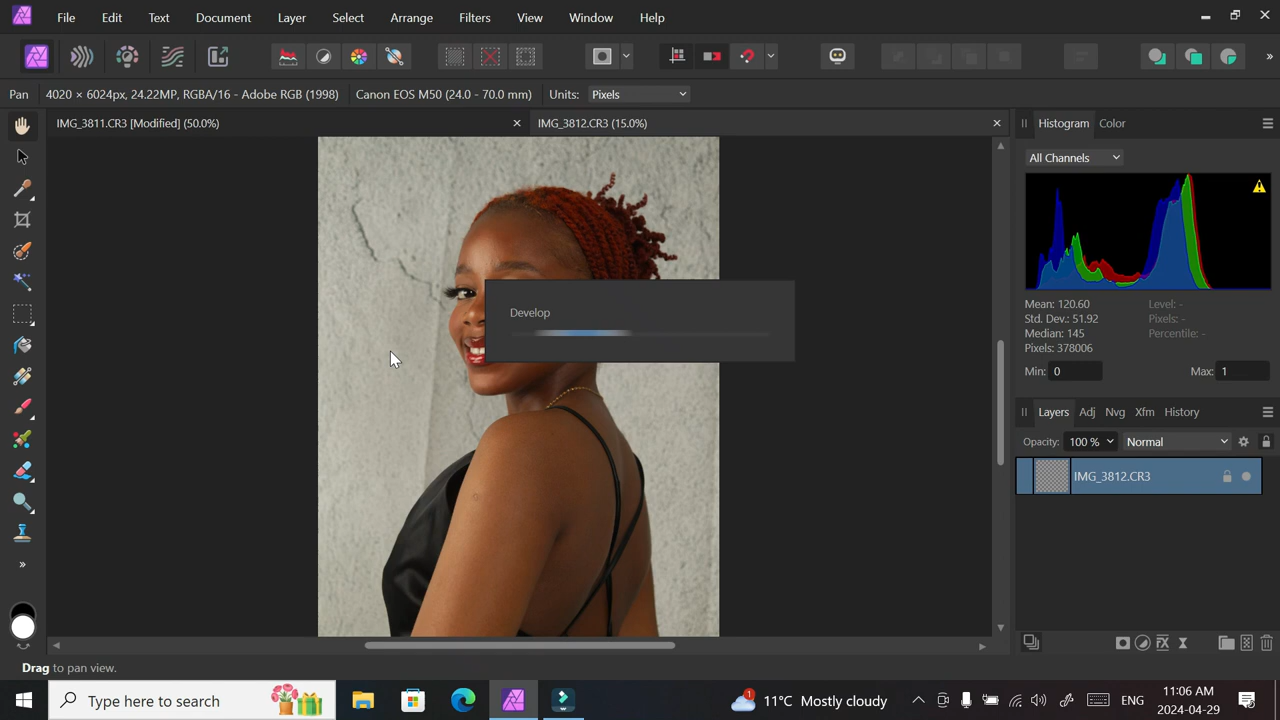 File Edit Text Document Layer Select Arrange Filters View Window Help
Pan 4020 × 6024px, 24.22MP, RGBA/16 - Adobe RGB (1998) Canon EOS M50 (24.0 - 70.0 mm) Units: Pixels
IMG_3811.CR3 [Modified] (50.0%) IMG_3812.CR3 (15.0%)
Histogram Color
All Channels
Mean: 120.60 Level: -
Std. Dev.: 51.92 Pixels: -
Median: 145 Percentile: -
Pixels: 378006
Min: 0 Max: 1
Develop
Layers Adj Nvg Xfm History
Opacity: 100 % Normal
IMG_3812.CR3
Drag to pan view.
Type here to search
1
11°C Mostly cloudy
ENG
11:06 AM
2024-04-29